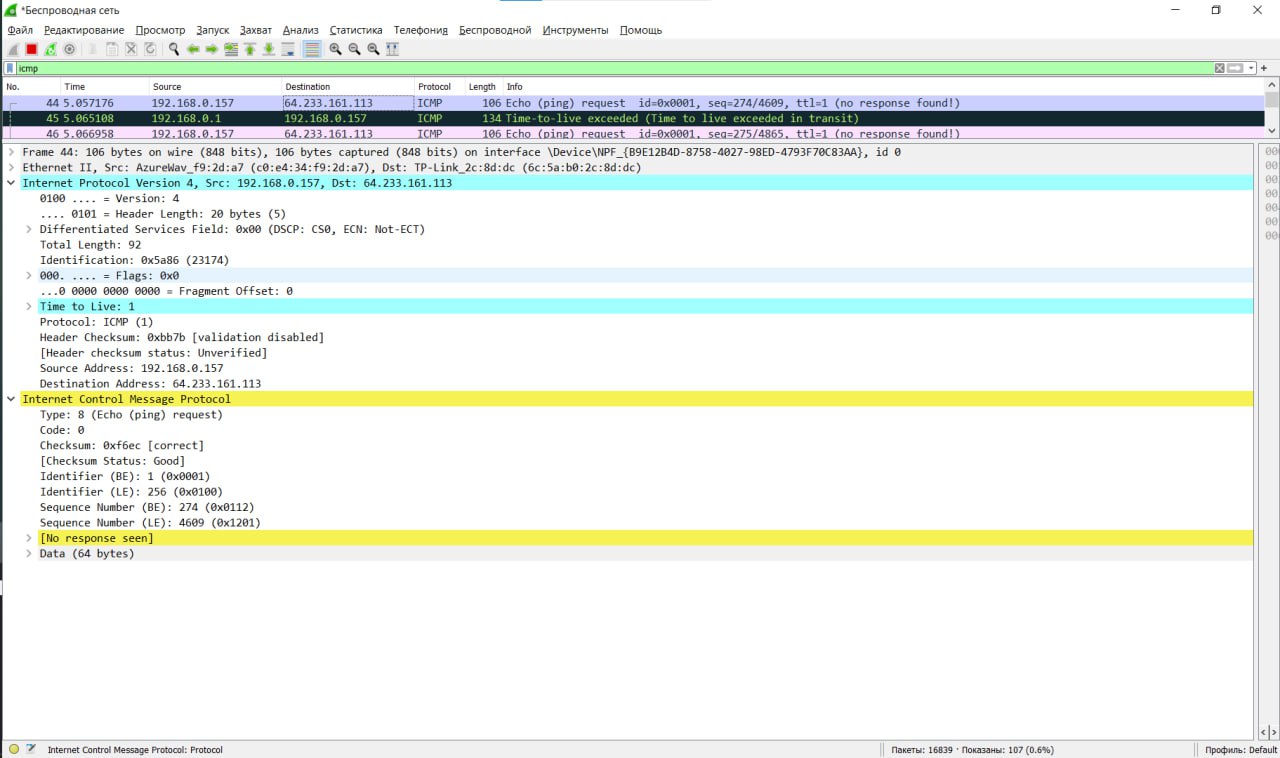 *Беспроводная сеть
Файл Редактирование Просмотр Запуск Захват Анализ Статистика Телефония Беспроводной Инструменты Помощь
icmp
No. Time Source Destination Protocol Length Info
44 5.057176 192.168.0.157 64.233.161.113 ICMP 106 Echo (ping) request id=0x0001, seq=274/4609, ttl=1 (no response found!)
45 5.065108 192.168.0.1 192.168.0.157 ICMP 134 Time-to-live exceeded (Time to live exceeded in transit)
46 5.066958 192.168.0.157 64.233.161.113 ICMP 106 Echo (ping) request id=0x0001, seq=275/4865, ttl=1 (no response found!)
Frame 44: 106 bytes on wire (848 bits), 106 bytes captured (848 bits) on interface \Device\NPF_{B9E12B4D-875B-4027-98ED-4793F70C83AA}, id 0
Ethernet II, Src: AzureWav_f9:2d:a7 (c0:e4:34:f9:2d:a7), Dst: TP-Link_2c:8d:dc (6c:5a:b0:2c:8d:dc)
Internet Protocol Version 4, Src: 192.168.0.157, Dst: 64.233.161.113
0100 .... = Version: 4
.... 0101 = Header Length: 20 bytes (5)
Differentiated Services Field: 0x00 (DSCP: CS0, ECN: Not-ECT)
Total Length: 92
Identification: 0x5a86 (23174)
000. .... = Flags: 0x0
...0 0000 0000 0000 = Fragment Offset: 0
Time to Live: 1
Protocol: ICMP (1)
Header Checksum: 0xbb7b [validation disabled]
[Header checksum status: Unverified]
Source Address: 192.168.0.157
Destination Address: 64.233.161.113
Internet Control Message Protocol
Type: 8 (Echo (ping) request)
Code: 0
Checksum: 0xf6ec [correct]
[Checksum Status: Good]
Identifier (BE): 1 (0x0001)
Identifier (LE): 256 (0x0100)
Sequence Number (BE): 274 (0x0112)
Sequence Number (LE): 4609 (0x1201)
[No response seen]
Data (64 bytes)
Internet Control Message Protocol: Protocol Пакеты: 16839 · Показаны: 107 (0.6%) Профиль: Default